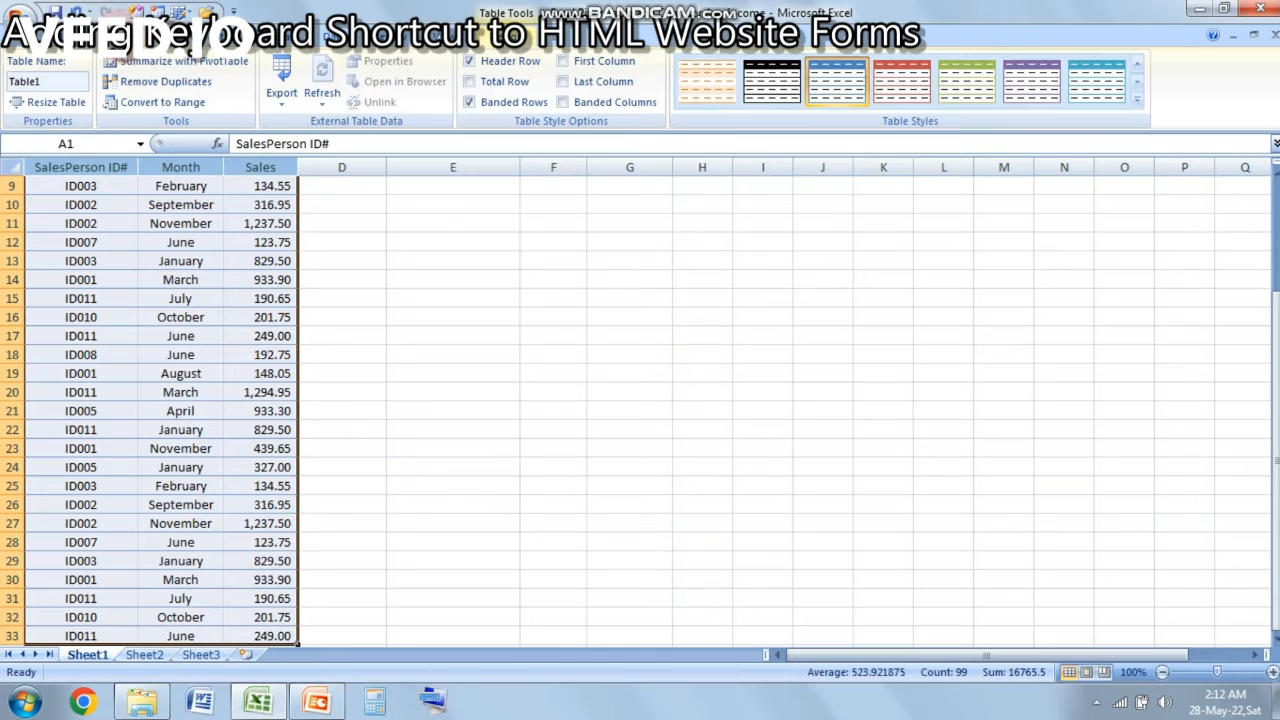 Table Tools
www.BANDICAM.com
ome - Microsoft Excel
Adding Keyboard Shortcut to HTML Website Forms
VEED.IO
Table Name:
Summarize with PivotTable
Properties
Header Row
First Column
Table1
Remove Duplicates
Export
Refresh
Open in Browser
Total Row
Last Column
Resize Table
Convert to Range
Unlink
Banded Rows
Banded Columns
Properties
Tools
External Table Data
Table Style Options
Table Styles
A1
fx
SalesPerson ID#
SalesPerson ID# Month Sales D E F G H I J K L M N O P Q
9 ID003 February 134.55
10 ID002 September 316.95
11 ID002 November 1,237.50
12 ID007 June 123.75
13 ID003 January 829.50
14 ID001 March 933.90
15 ID011 July 190.65
16 ID010 October 201.75
17 ID011 June 249.00
18 ID008 June 192.75
19 ID001 August 148.05
20 ID011 March 1,294.95
21 ID005 April 933.30
22 ID011 January 829.50
23 ID001 November 439.65
24 ID005 January 327.00
25 ID003 February 134.55
26 ID002 September 316.95
27 ID002 November 1,237.50
28 ID007 June 123.75
29 ID003 January 829.50
30 ID001 March 933.90
31 ID011 July 190.65
32 ID010 October 201.75
33 ID011 June 249.00
Sheet1 Sheet2 Sheet3
Ready
Average: 523.921875 Count: 99 Sum: 16765.5
100%
2:12 AM
28-May-22,Sat